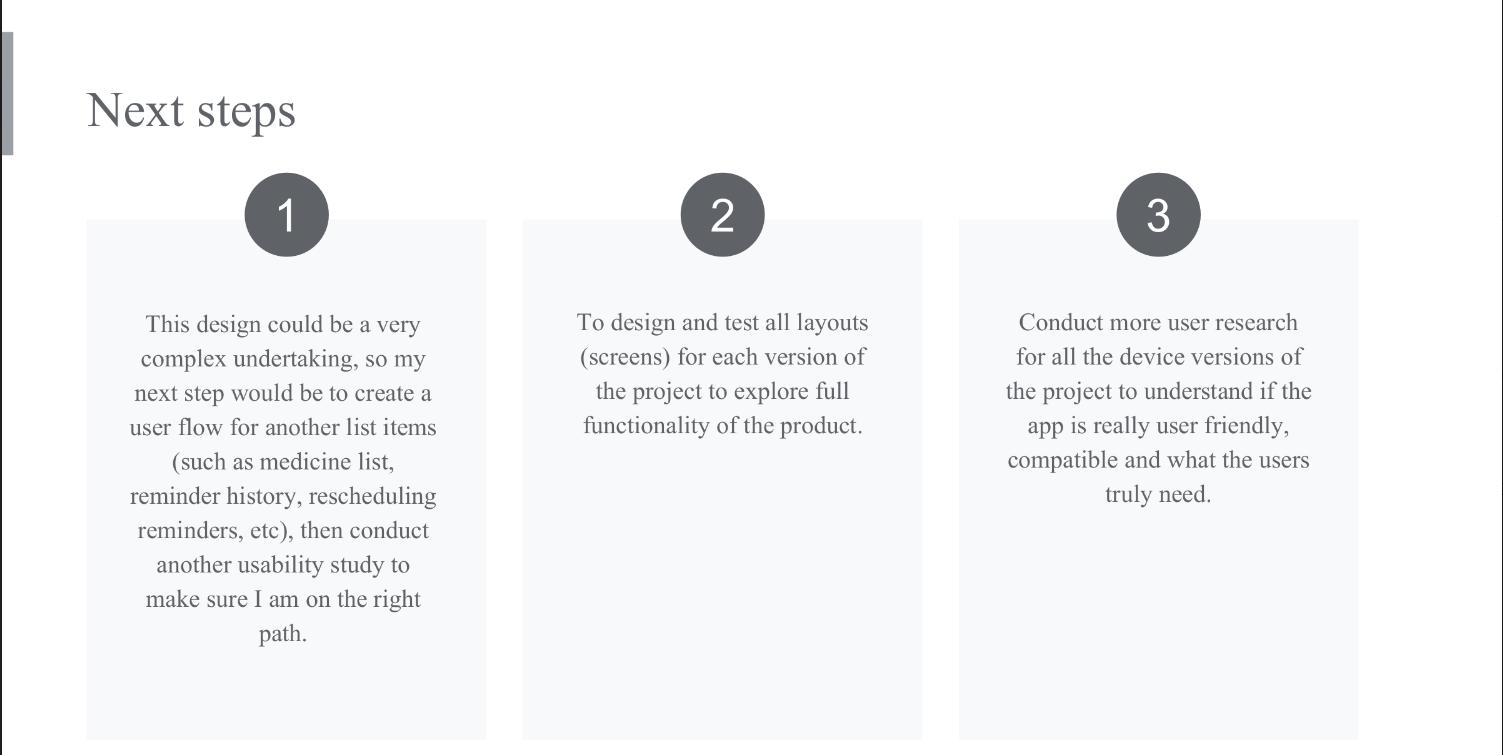 Next steps
1
This design could be a very
complex undertaking, so my
next step would be to create a
user flow for another list items
(such as medicine list,
reminder history, rescheduling
reminders, etc), then conduct
another usability study to
make sure I am on the right
path.
2
To design and test all layouts
(screens) for each version of
the project to explore full
functionality of the product.
3
Conduct more user research
for all the device versions of
the project to understand if the
app is really user friendly,
compatible and what the users
truly need.